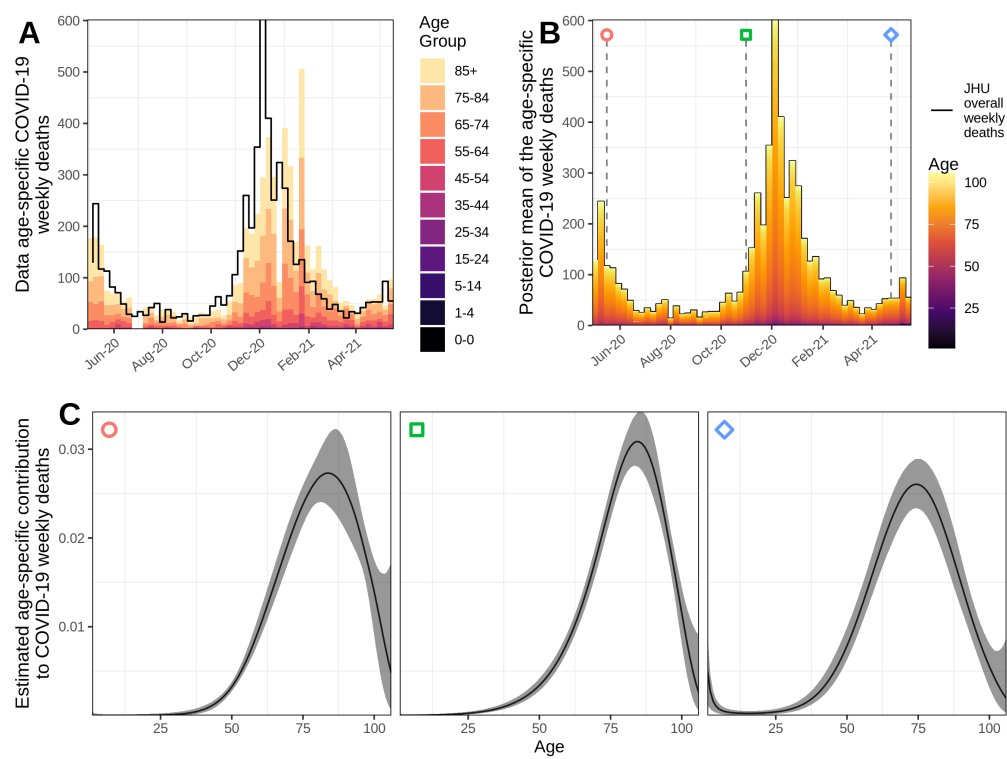 A
Data age-specific COVID-19
weekly deaths
600
500
400
300
200
100
0
Jun-20
Aug-20
Oct-20
Dec-20
Feb-21
Apr-21
Age
Group
85+
75-84
65-74
55-64
45-54
35-44
25-34
15-24
5-14
1-4
0-0
B
Posterior mean of the age-specific
COVID-19 weekly deaths
600
500
400
300
200
100
0
Jun-20
Aug-20
Oct-20
Dec-20
Feb-21
Apr-21
JHU
overall
weekly
deaths
Age
100
75
50
25
C
Estimated age-specific contribution
to COVID-19 weekly deaths
0.03
0.02
0.01
25
50
75
100
25
50
75
100
25
50
75
100
Age